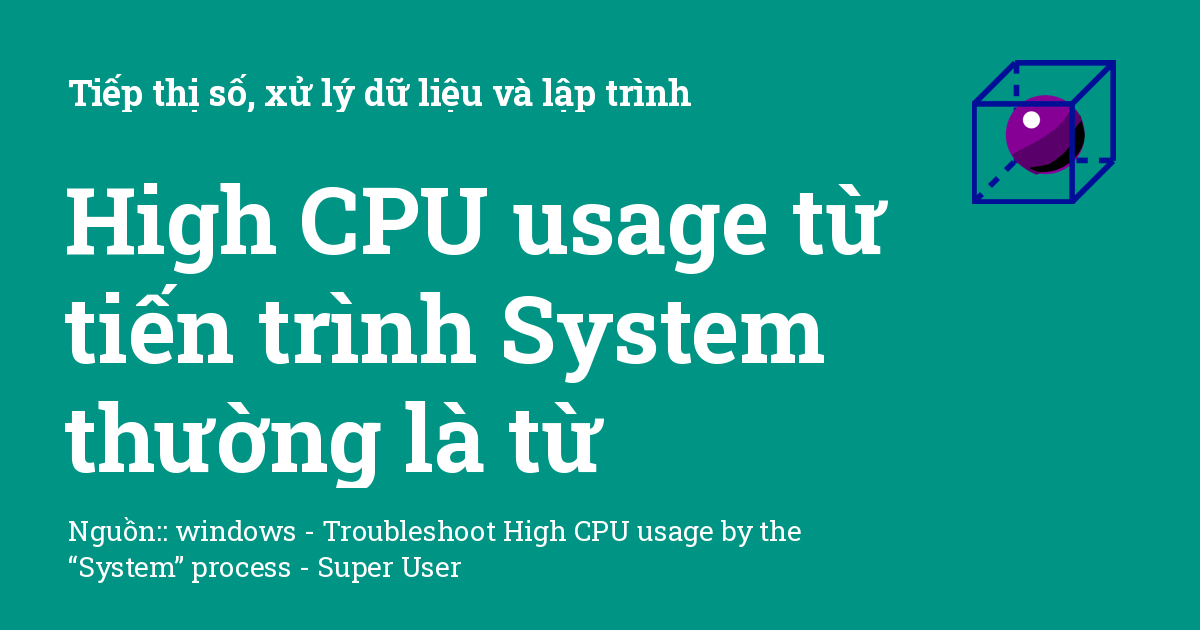 Tiếp thị số, xử lý dữ liệu và lập trình
High CPU usage từ
tiến trình System
thường là từ
Nguồn:: windows - Troubleshoot High CPU usage by the
“System” process - Super User